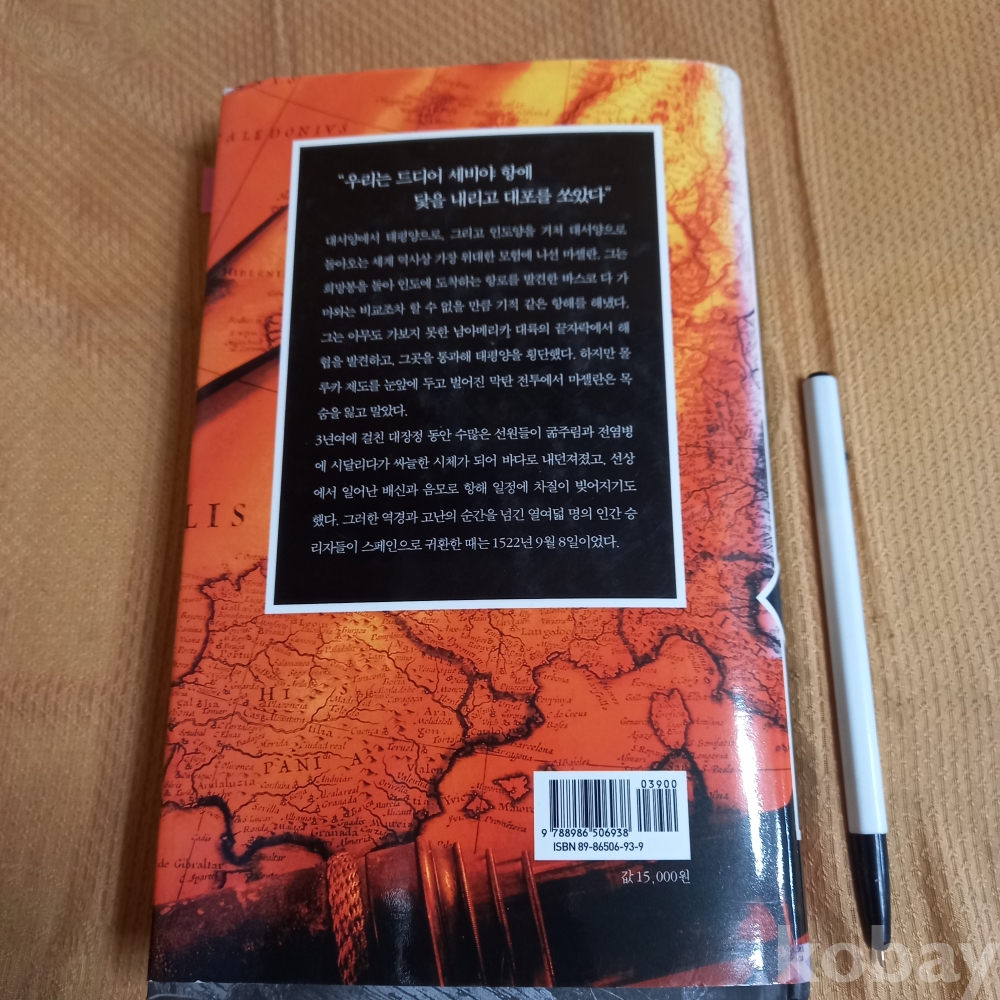 ALEDONIVS
"우리는 드디어 세비야 항에
닻을 내리고 대포를 쏘았다"
대서양에서 태평양으로, 그리고 인도양을 거쳐 대서양으로
돌아오는 세계 역사상 가장 위대한 모험에 나선 마젤란. 그는
희망봉을 돌아 인도에 도착하는 항로를 발견한 바스코 다 가
마와는 비교조차 할 수 없을 만큼 기적 같은 항해를 해냈다.
그는 아무도 가보지 못한 남아메리카 대륙의 끝자락에서 해
협을 발견하고, 그곳을 통과해 태평양을 횡단했다. 하지만 몰
루카 제도를 눈앞에 두고 벌어진 막탄 전투에서 마젤란은 목
숨을 잃고 말았다.
3년여에 걸친 대장정 동안 수많은 선원들이 굶주림과 전염병
에 시달리다가 싸늘한 시체가 되어 바다로 내던져졌고, 선상
에서 일어난 배신과 음모로 항해 일정에 차질이 빚어지기도
했다. 그러한 역경과 고난의 순간을 넘긴 열여덟 명의 인간 승
리자들이 스페인으로 귀환한 때는 1522년 9월 8일이었다.
LIS
HIS
PANIA
Granada
de Gibraltar
03900
9 788986 506938
ISBN 89-86506-93-9
값 15,000원
kobay